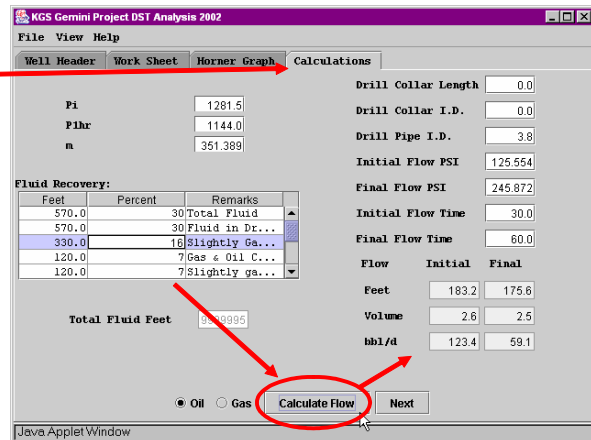 KGS Gemini Project DST Analysis 2002
File View Help
Well Header Work Sheet Horner Graph Calculations
Pi 1281.5
P1hr 1144.0
m 351.389
Fluid Recovery:
Feet Percent Remarks
570.0 30 Total Fluid
570.0 30 Fluid in Dr...
330.0 16 Slightly Ga...
120.0 7 Gas & Oil C...
120.0 7 Slightly ga...
Total Fluid Feet
Drill Collar Length 0.0
Drill Collar I.D. 0.0
Drill Pipe I.D. 3.8
Initial Flow PSI 125.554
Final Flow PSI 245.872
Initial Flow Time 30.0
Final Flow Time 60.0
Flow Initial Final
Feet 183.2 175.6
Volume 2.6 2.5
bbl/d 123.4 59.1
Oil Gas Calculate Flow Next
Java Applet Window